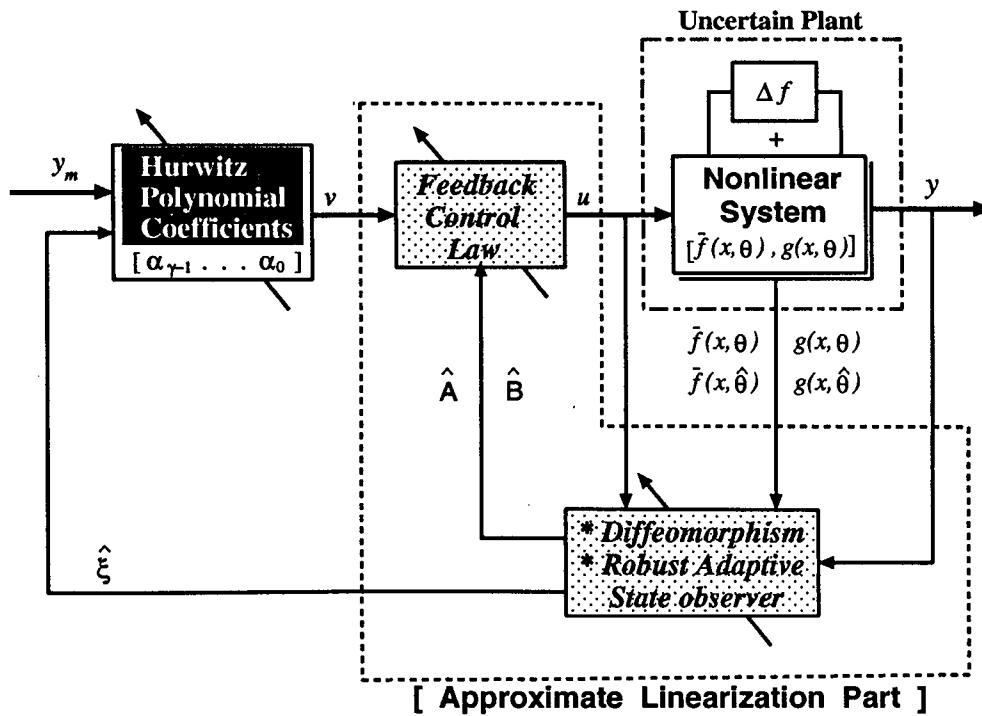 Uncertain Plant
Δf
+
y_m
Hurwitz
Polynomial
Coefficients
[ α_{γ-1} . . . α_0 ]
v
Feedback
Control
Law
u
Nonlinear
System
[f̄(x,θ) , g(x,θ)]
y
f̄(x,θ) g(x,θ)
f̄(x,θ̂) g(x,θ̂)
Â B̂
* Diffeomorphism
* Robust Adaptive
State observer
ξ̂
[ Approximate Linearization Part ]